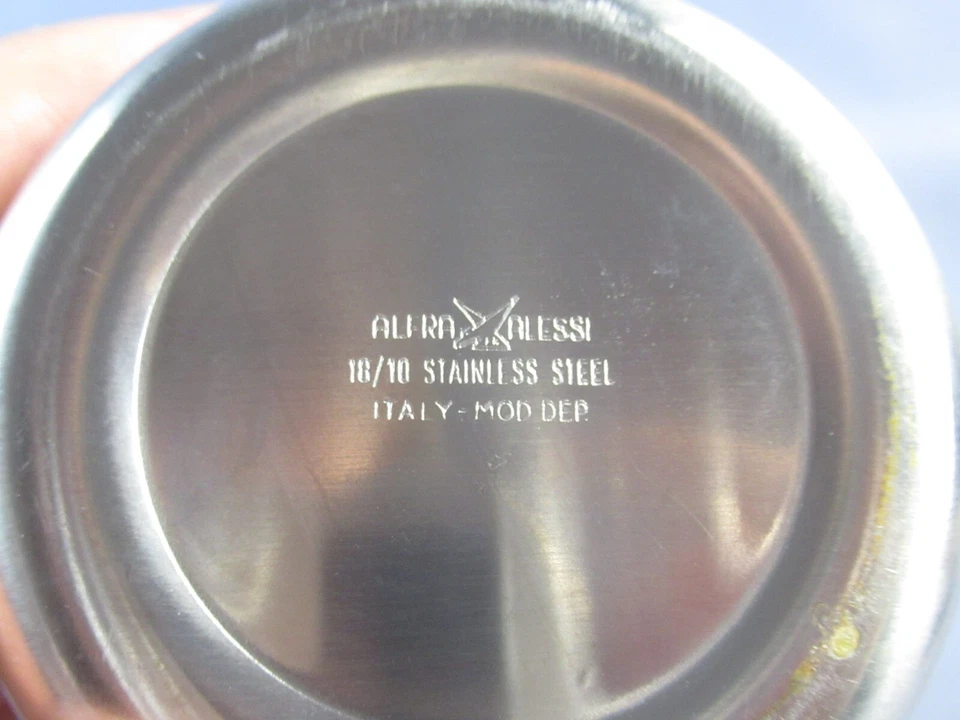 ALFRA ALESSI
18/10 STAINLESS STEEL
ITALY-MOD DEP.